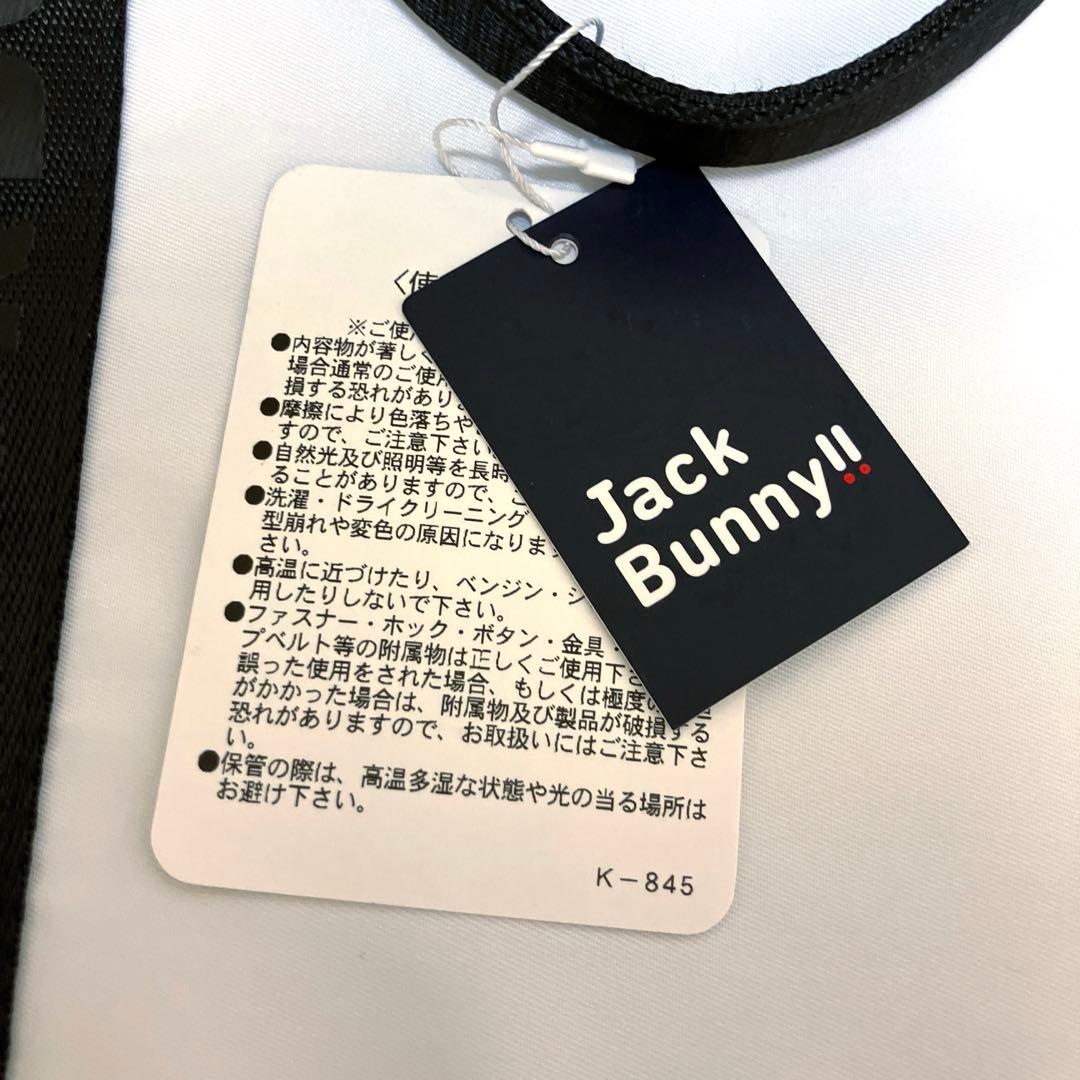 〈使
※ご使用
●内容物が著しく
場合通常のご使用
損する恐れがあり
●摩擦により色落ちや
すので、ご注意下さい
●自然光及び照明等を長時
ることがありますので、
●洗濯・ドライクリーニング
型崩れや変色の原因になりま
さい。
●高温に近づけたり、ベンジン・シ
用したりしないで下さい。
●ファスナー・ホック・ボタン・金具・
プベルト等の附属物は正しくご使用下さ
誤った使用をされた場合、もしくは極度の
がかかった場合は、附属物及び製品が破損する
恐れがありますので、お取扱いにはご注意下さ
い。
●保管の際は、高温多湿な状態や光の当る場所は
お避け下さい。
K-845
Jack
Bunny!!